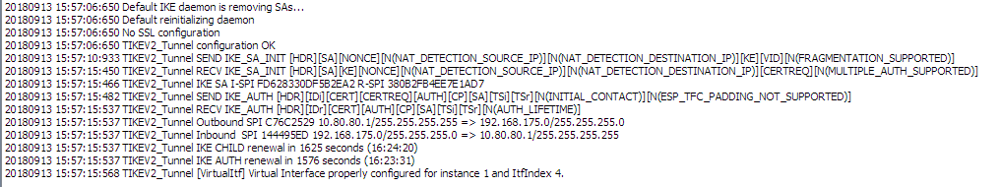 20180913 15:57:06:650 Default IKE daemon is removing SAs...
20180913 15:57:06:650 Default reinitializing daemon
20180913 15:57:06:650 No SSL configuration
20180913 15:57:06:650 TIKEV2_Tunnel configuration OK
20180913 15:57:10:933 TIKEV2_Tunnel SEND IKE_SA_INIT [HDR][SA][NONCE][N(NAT_DETECTION_SOURCE_IP)][N(NAT_DETECTION_DESTINATION_IP)][KE][VID][N(FRAGMENTATION_SUPPORTED)]
20180913 15:57:15:450 TIKEV2_Tunnel RECV IKE_SA_INIT [HDR][SA][KE][NONCE][N(NAT_DETECTION_SOURCE_IP)][N(NAT_DETECTION_DESTINATION_IP)][CERTREQ][N(MULTIPLE_AUTH_SUPPORTED)]
20180913 15:57:15:466 TIKEV2_Tunnel IKE SA I-SPI FD628330DF5B2EA2 R-SPI 380B2FB4EE7E1AD7
20180913 15:57:15:482 TIKEV2_Tunnel SEND IKE_AUTH [HDR][IDi][CERT][CERTREQ][AUTH][CP][SA][TSi][TSr][N(INITIAL_CONTACT)][N(ESP_TFC_PADDING_NOT_SUPPORTED)]
20180913 15:57:15:537 TIKEV2_Tunnel RECV IKE_AUTH [HDR][IDr][CERT][AUTH][CP][SA][TSi][TSr][N(AUTH_LIFETIME)]
20180913 15:57:15:537 TIKEV2_Tunnel Outbound SPI C76C2529 10.80.80.1/255.255.255.255 => 192.168.175.0/255.255.255.0
20180913 15:57:15:537 TIKEV2_Tunnel Inbound  SPI 144495ED 192.168.175.0/255.255.255.0 => 10.80.80.1/255.255.255.255
20180913 15:57:15:537 TIKEV2_Tunnel IKE CHILD renewal in 1625 seconds (16:24:20)
20180913 15:57:15:537 TIKEV2_Tunnel IKE AUTH renewal in 1576 seconds (16:23:31)
20180913 15:57:15:568 TIKEV2_Tunnel [VirtualItf] Virtual Interface properly configured for instance 1 and ItfIndex 4.